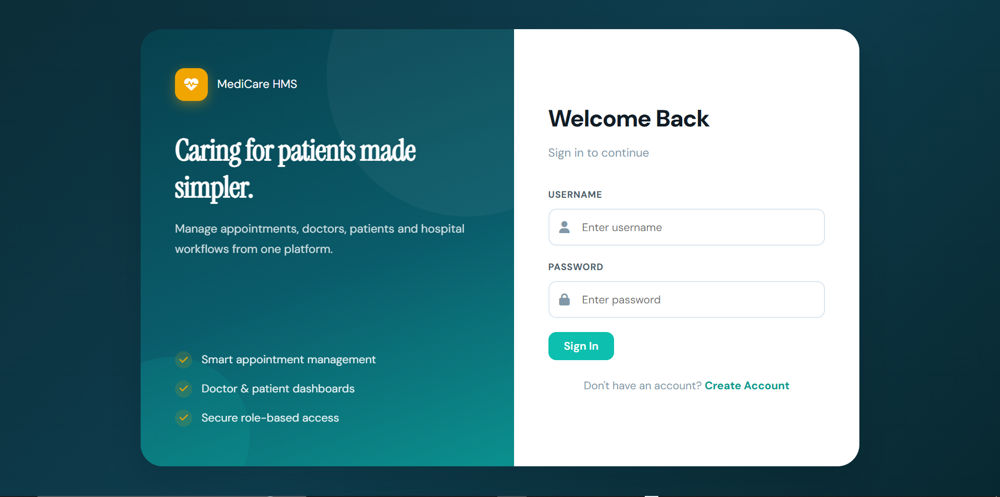 MediCare HMS
Caring for patients made
simpler.
Manage appointments, doctors, patients and hospital
workflows from one platform.
Smart appointment management
Doctor & patient dashboards
Secure role-based access
Welcome Back
Sign in to continue
USERNAME
Enter username
PASSWORD
Enter password
Sign In
Don't have an account? Create Account